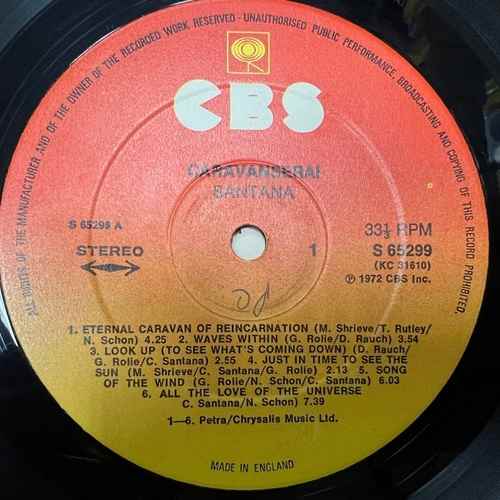 ALL RIGHTS OF THE MANUFACTURER AND OF THE OWNER OF THE RECORDED WORK RESERVED - UNAUTHORISED PUBLIC PERFORMANCE, BROADCASTING AND COPYING OF THIS RECORD PROHIBITED.
CBS
CARAVANSERAI
SANTANA
S 65299 A
STEREO
1
33⅓ RPM
S 65299
(KC 31610)
℗ 1972 CBS Inc.
1. ETERNAL CARAVAN OF REINCARNATION (M. Shrieve/T. Rutley/
N. Schon) 4.25 2. WAVES WITHIN (G. Rolie/D. Rauch) 3.54
3. LOOK UP (TO SEE WHAT'S COMING DOWN) (D. Rauch/
G. Rolie/C. Santana) 2.55 4. JUST IN TIME TO SEE THE
SUN (M. Shrieve/C. Santana/G. Rolie) 2.13 5. SONG
OF THE WIND (G. Rolie/N. Schon/C. Santana) 6.03
6. ALL THE LOVE OF THE UNIVERSE
C. Santana/N. Schon) 7.39
1—6. Petra/Chrysalis Music Ltd.
MADE IN ENGLAND